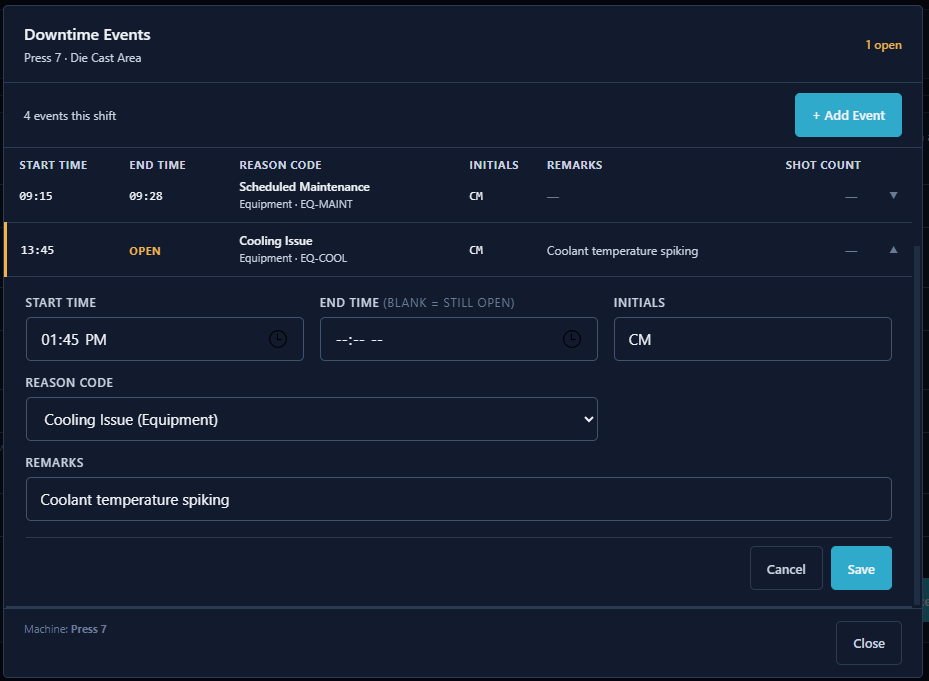 Downtime Events
Press 7 · Die Cast Area
1 open
4 events this shift
+ Add Event
START TIME END TIME REASON CODE INITIALS REMARKS SHOT COUNT
09:15 09:28 Scheduled Maintenance CM — —
Equipment · EQ-MAINT
13:45 OPEN Cooling Issue CM Coolant temperature spiking —
Equipment · EQ-COOL
START TIME END TIME (BLANK = STILL OPEN) INITIALS
01:45 PM --:-- -- CM
REASON CODE
Cooling Issue (Equipment)
REMARKS
Coolant temperature spiking
Cancel Save
Machine: Press 7
Close